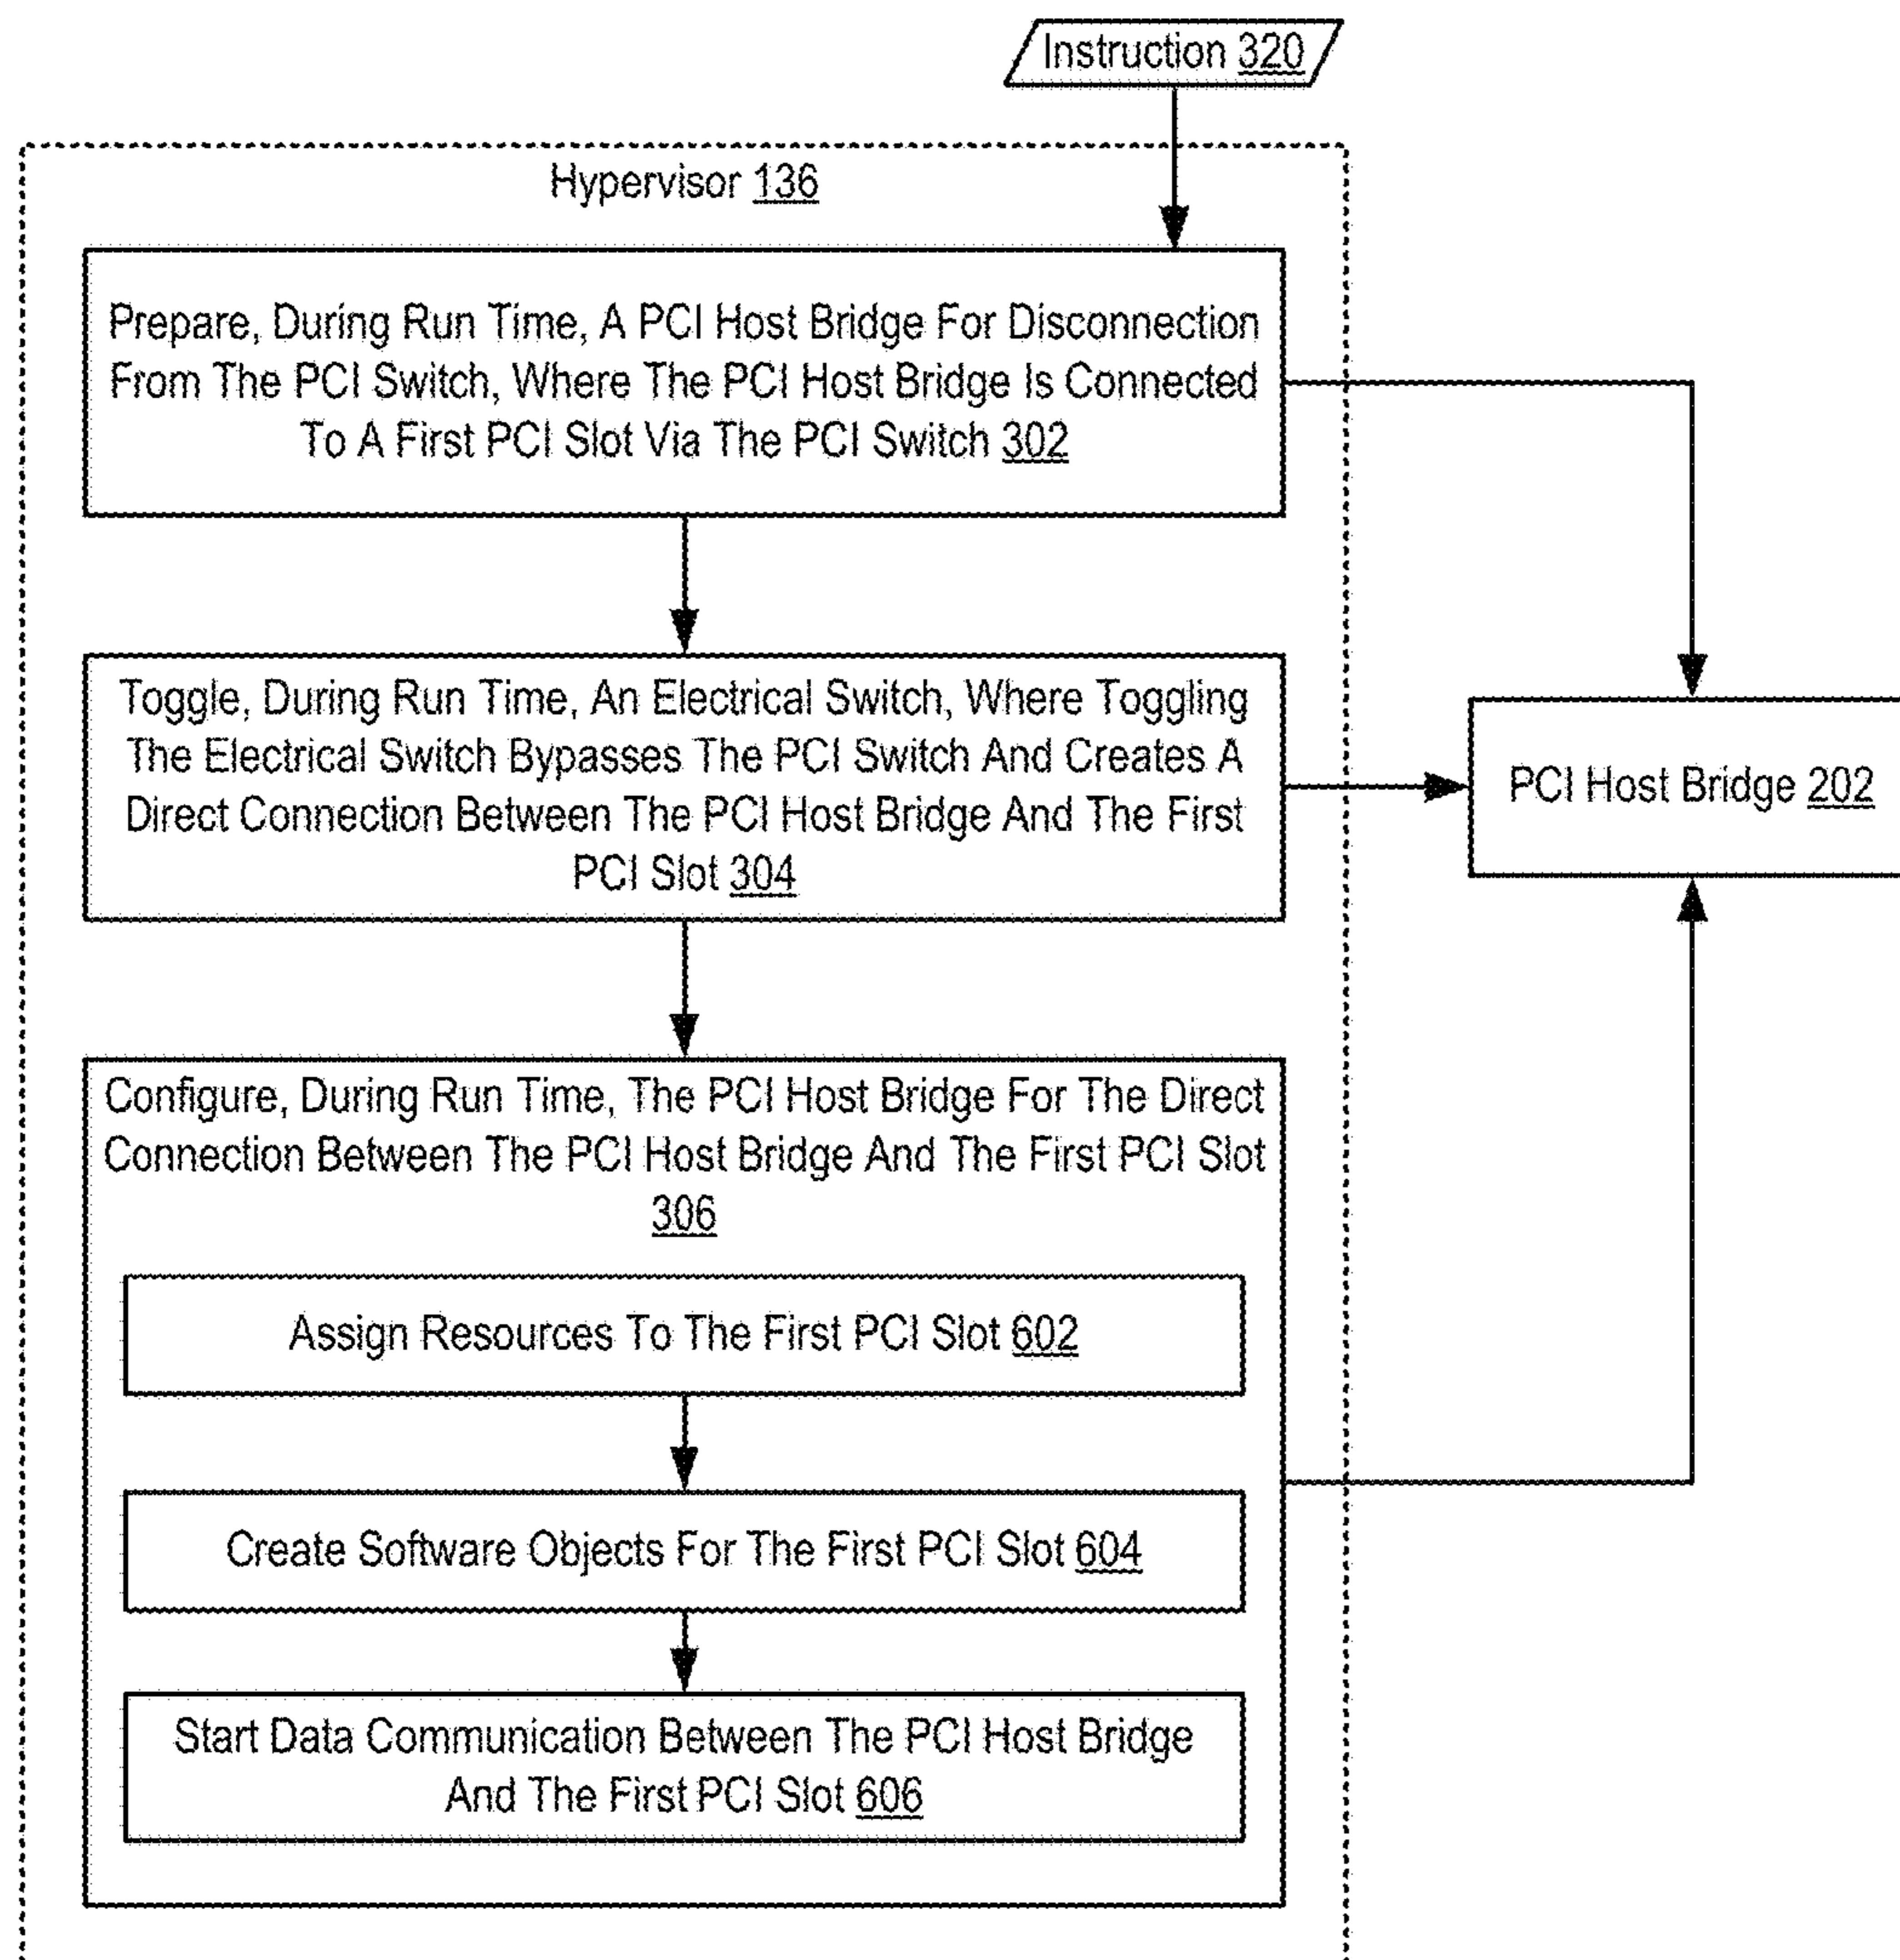 Instruction 320
Hypervisor 136
Prepare, During Run Time, A PCI Host Bridge For Disconnection
From The PCI Switch, Where The PCI Host Bridge Is Connected
To A First PCI Slot Via The PCI Switch 302
Toggle, During Run Time, An Electrical Switch, Where Toggling
The Electrical Switch Bypasses The PCI Switch And Creates A
Direct Connection Between The PCI Host Bridge And The First
PCI Slot 304
PCI Host Bridge 202
Configure, During Run Time, The PCI Host Bridge For The Direct
Connection Between The PCI Host Bridge And The First PCI Slot
306
Assign Resources To The First PCI Slot 602
Create Software Objects For The First PCI Slot 604
Start Data Communication Between The PCI Host Bridge
And The First PCI Slot 606